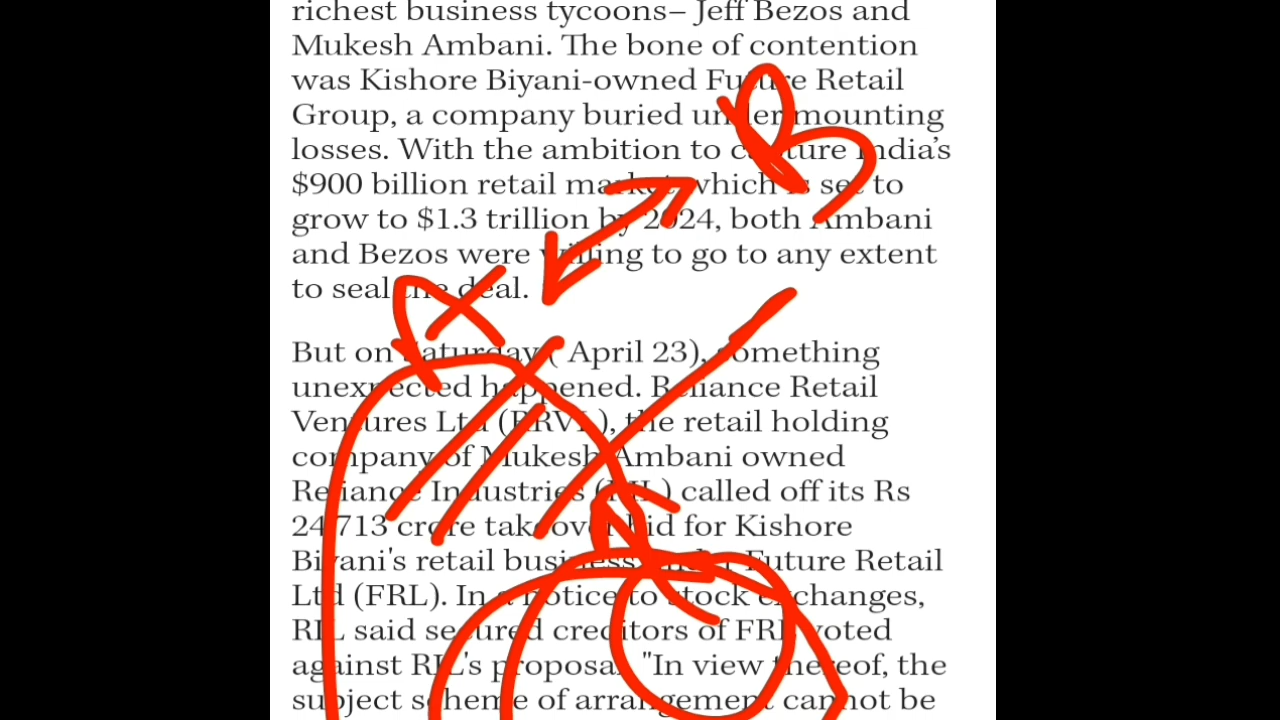 richest business tycoons– Jeff Bezos and
Mukesh Ambani. The bone of contention
was Kishore Biyani-owned Future Retail
Group, a company buried under mounting
losses. With the ambition to capture India's
$900 billion retail market which is set to
grow to $1.3 trillion by 2024, both Ambani
and Bezos were willing to go to any extent
to seal the deal.
A B
But on Saturday ( April 23), something
unexpected happened. Reliance Retail
Ventures Ltd (RRVL), the retail holding
company of Mukesh Ambani owned
Reliance Industries (RIL) called off its Rs
24,713 crore takeover bid for Kishore
Biyani's retail business under Future Retail
Ltd (FRL). In a notice to stock exchanges,
RIL said secured creditors of FRL voted
against RIL's proposal. "In view thereof, the
subject scheme of arrangement cannot be